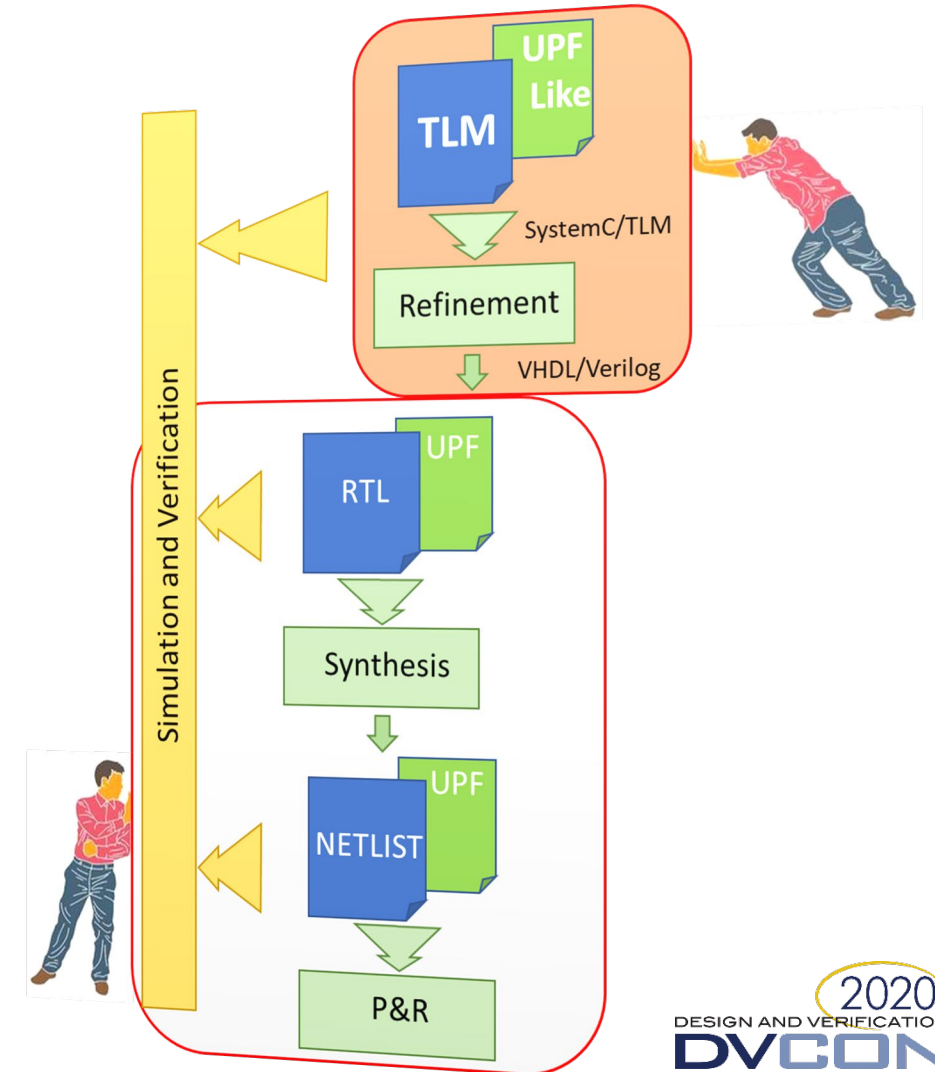 UPF
Like
TLM
SystemC/TLM
Refinement
VHDL/Verilog
Simulation and Verification
UPF
RTL
Synthesis
UPF
NETLIST
P&R
2020
DESIGN AND VERIFICATIO
DVCON